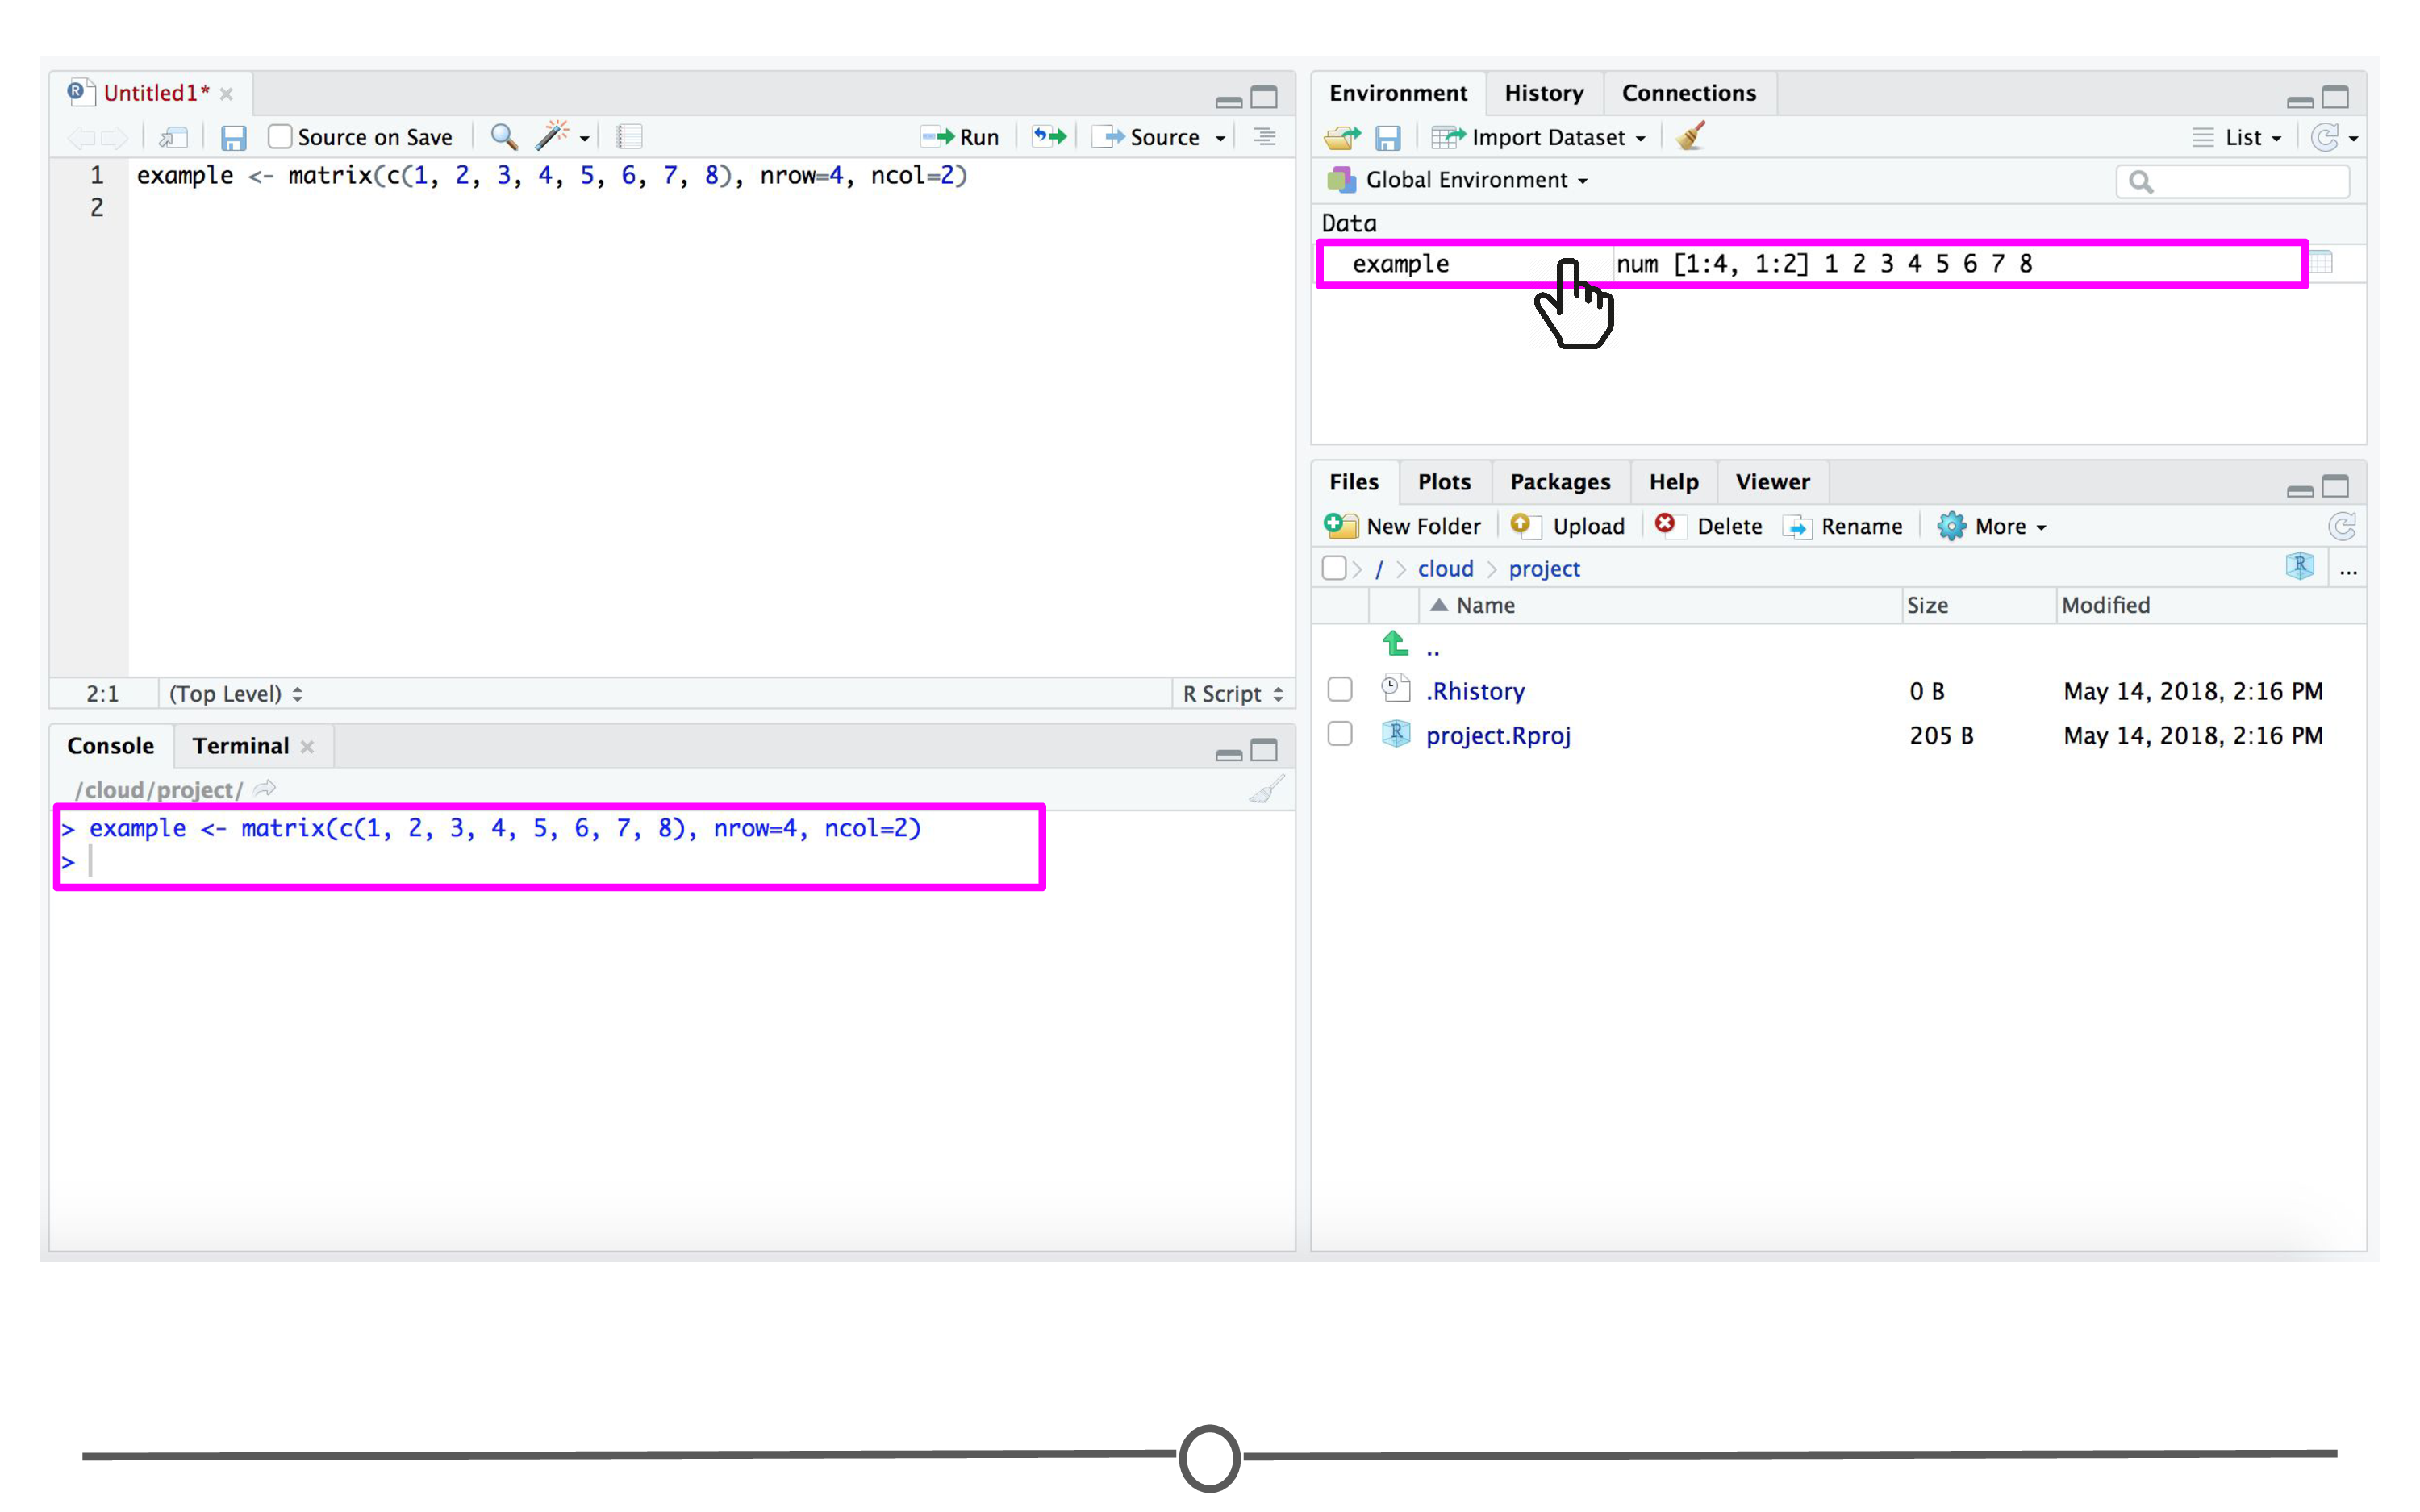 Untitled1*
Source on Save
Run
Source
1 example <- matrix(c(1, 2, 3, 4, 5, 6, 7, 8), nrow=4, ncol=2)
2
2:1 (Top Level) R Script
Console Terminal
/cloud/project/
> example <- matrix(c(1, 2, 3, 4, 5, 6, 7, 8), nrow=4, ncol=2)
>
Environment History Connections
Import Dataset List
Global Environment
Data
example num [1:4, 1:2] 1 2 3 4 5 6 7 8
Files Plots Packages Help Viewer
New Folder Upload Delete Rename More
/ cloud project ...
Name Size Modified
..
.Rhistory 0 B May 14, 2018, 2:16 PM
project.Rproj 205 B May 14, 2018, 2:16 PM